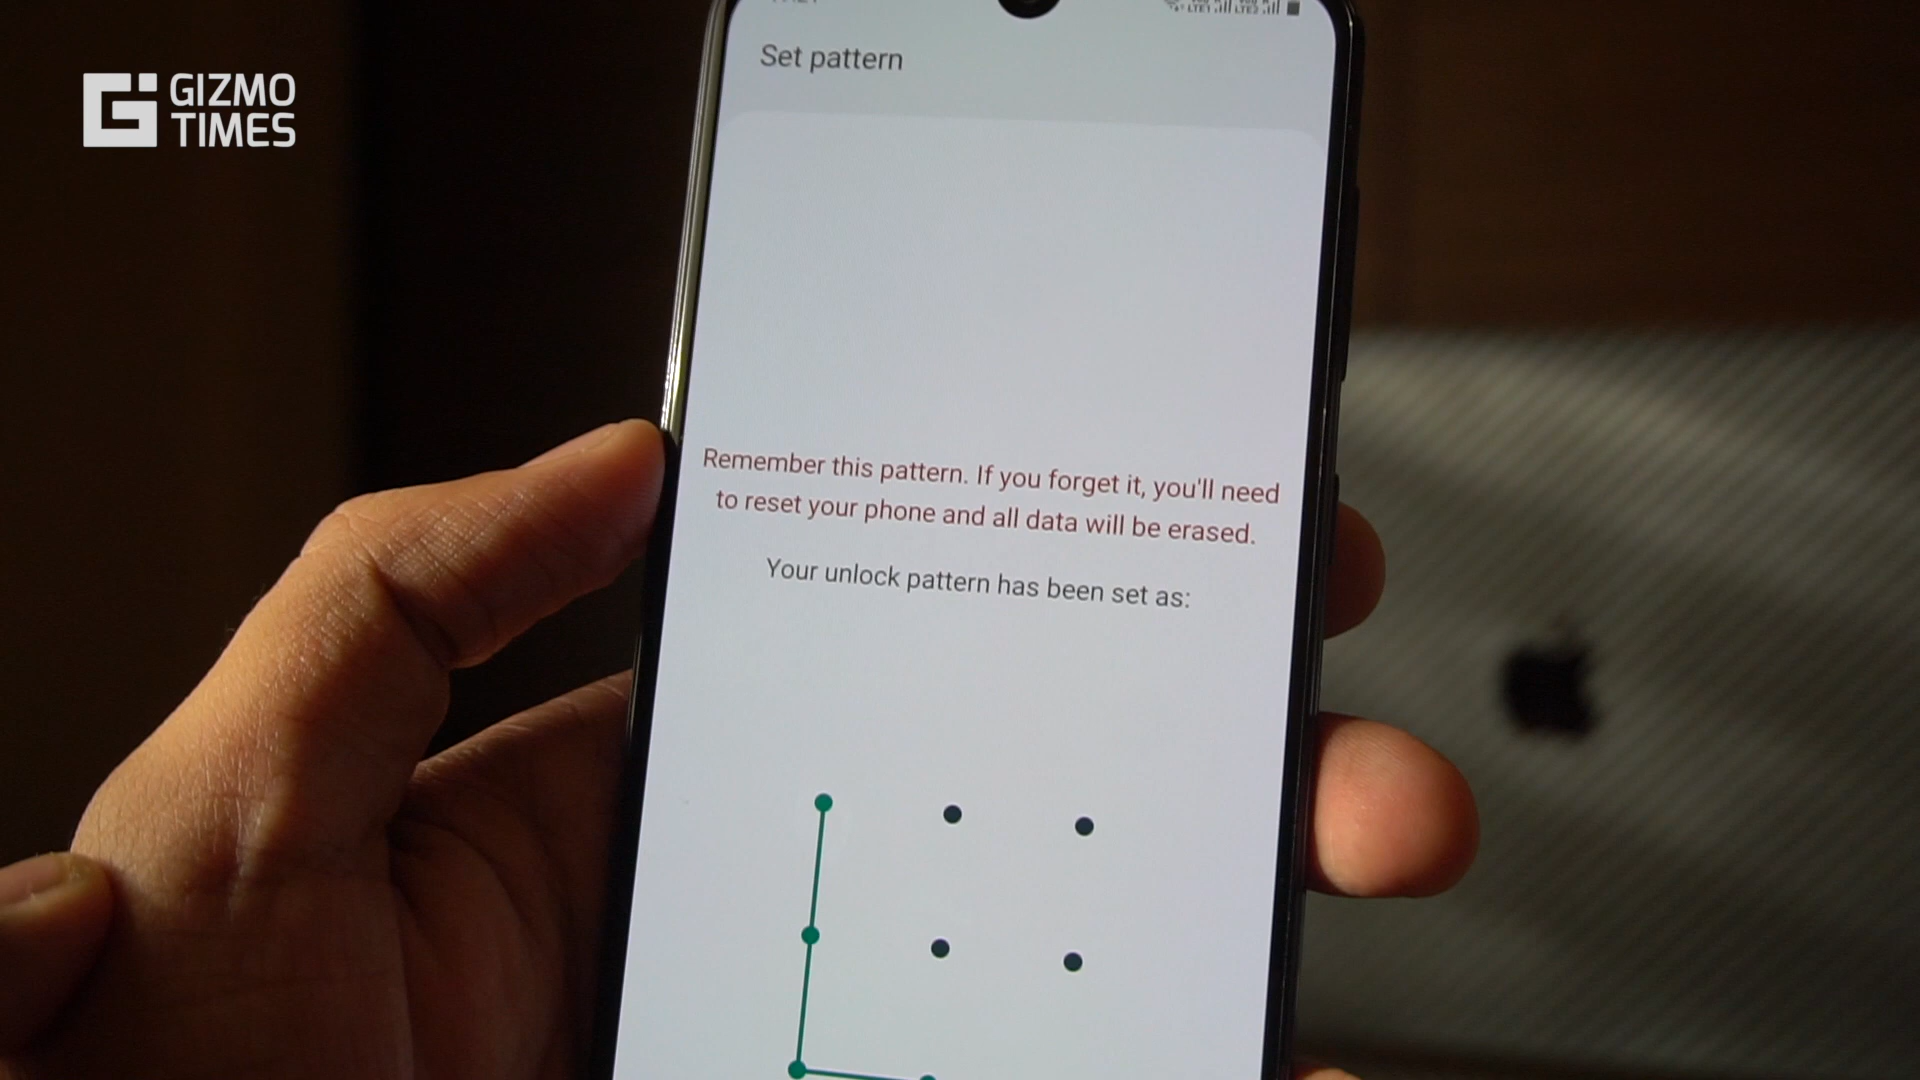 GIZMO
TIMES
Set pattern
Remember this pattern. If you forget it, you'll need
to reset your phone and all data will be erased.
Your unlock pattern has been set as: